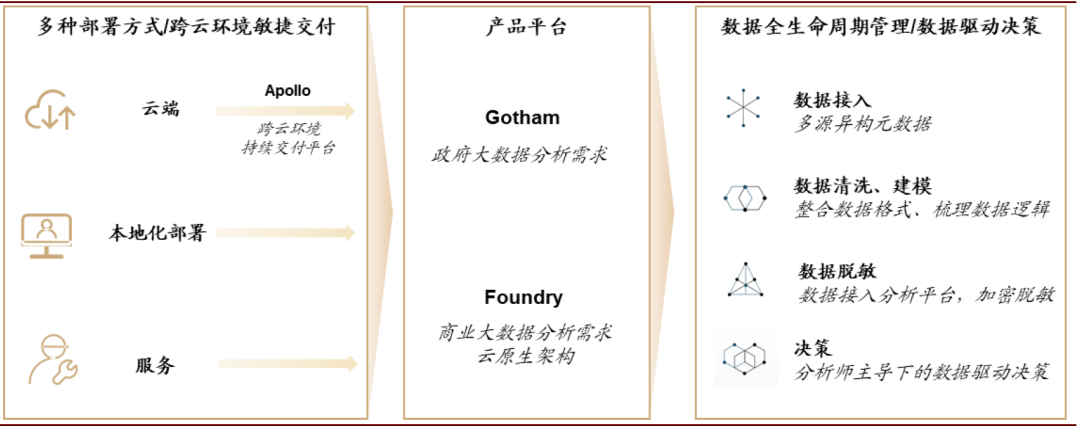 多种部署方式/跨云环境敏捷交付
云端
Apollo
跨云环境
持续交付平台
本地化部署
服务
产品平台
Gotham
政府大数据分析需求
Foundry
商业大数据分析需求
云原生架构
数据全生命周期管理/数据驱动决策
数据接入
多源异构元数据
数据清洗、建模
整合数据格式、梳理数据逻辑
数据脱敏
数据接入分析平台，加密脱敏
决策
分析师主导下的数据驱动决策